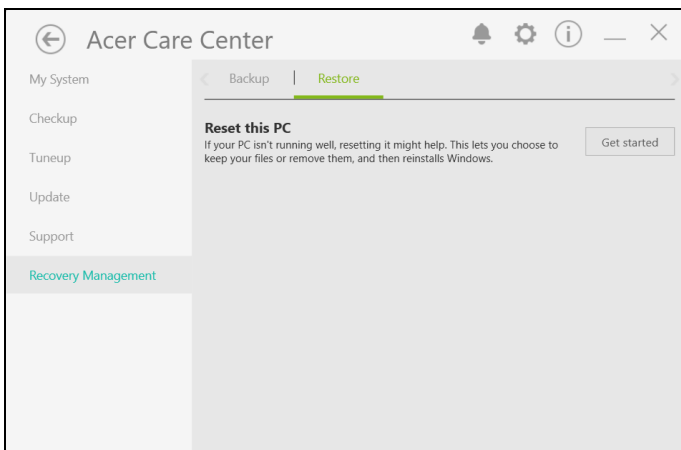 Acer Care Center
My System
Checkup
Tuneup
Update
Support
Recovery Management
Backup | Restore
Reset this PC
If your PC isn't running well, resetting it might help. This lets you choose to
keep your files or remove them, and then reinstalls Windows.
Get started